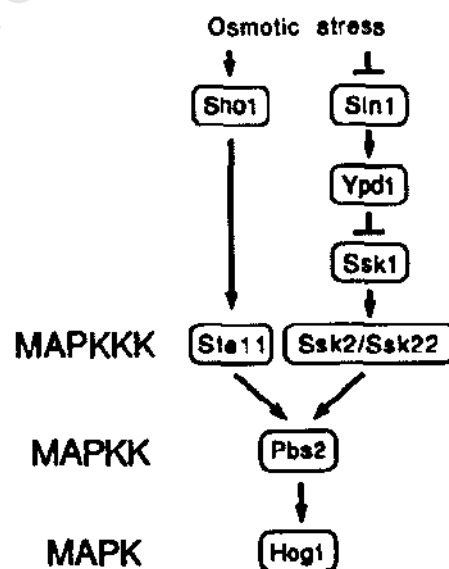 Osmotic stress
Sho1 Sln1
Ypd1
Ssk1
MAPKKK Ste11 Ssk2/Ssk22
MAPKK Pbs2
MAPK Hog1